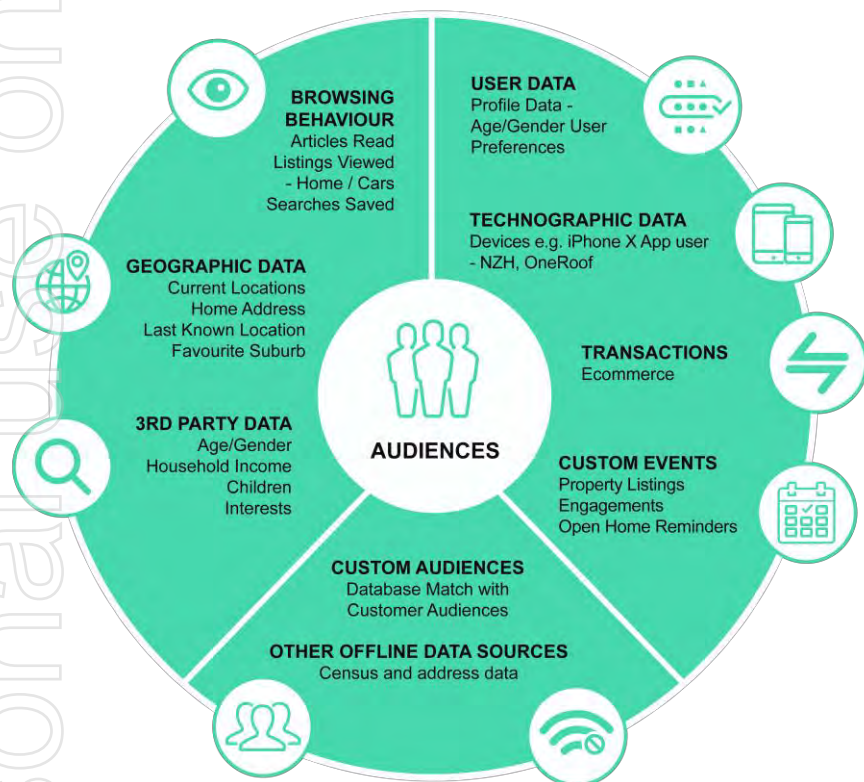 BROWSING
BEHAVIOUR
Articles Read
Listings Viewed
- Home / Cars
Searches Saved
GEOGRAPHIC DATA
Current Locations
Home Address
Last Known Location
Favourite Suburb
3RD PARTY DATA
Age/Gender
Household Income
Children
Interests
USER DATA
Profile Data -
Age/Gender User
Preferences
TECHNOGRAPHIC DATA
Devices e.g. iPhone X App user
- NZH, OneRoof
TRANSACTIONS
Ecommerce
CUSTOM EVENTS
Property Listings
Engagements
Open Home Reminders
AUDIENCES
CUSTOM AUDIENCES
Database Match with
Customer Audiences
OTHER OFFLINE DATA SOURCES
Census and address data